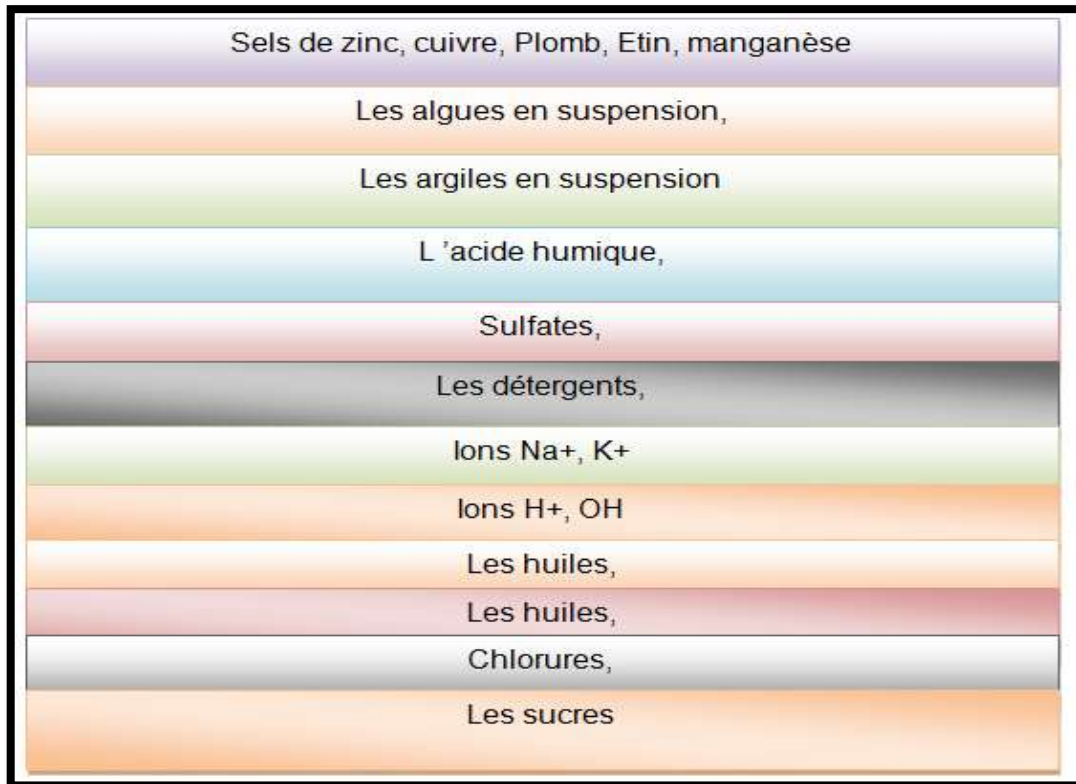 Sels de zinc, cuivre, Plomb, Etin, manganèse
Les algues en suspension,
Les argiles en suspension
L ’acide humique,
Sulfates,
Les détergents,
Ions Na+, K+
Ions H+, OH
Les huiles,
Les huiles,
Chlorures,
Les sucres